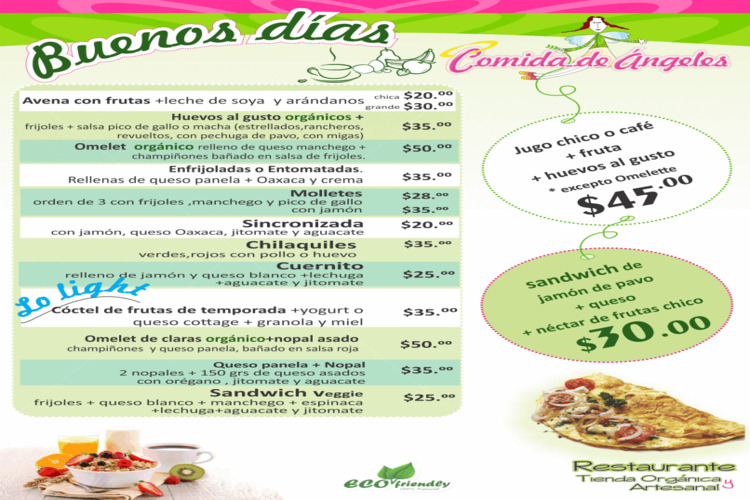 Buenos días
Comida de Ángeles
Avena con frutas +leche de soya y arándanos chica $20.00
grande $30.00
Huevos al gusto orgánicos +
frijoles + salsa pico de gallo o macha (estrellados,rancheros, $35.00
revueltos, con pechuga de pavo, con migas)
Omelet orgánico relleno de queso manchego + $50.00
champiñones bañado en salsa de frijoles.
Enfrijoladas o Entomatadas.
Rellenas de queso panela + Oaxaca y crema $35.00
Molletes $28.00
orden de 3 con frijoles ,manchego y pico de gallo
con jamón $35.00
Sincronizada $20.00
con jamón, queso Oaxaca, jitomate y aguacate
Chilaquiles $35.00
verdes,rojos con pollo o huevo
Cuernito
relleno de jamón y queso blanco +lechuga $25.00
+aguacate y jitomate
Lo light
Cóctel de frutas de temporada +yogurt o $35.00
queso cottage + granola y miel
Omelet de claras orgánico+nopal asado $50.00
champiñones y queso panela, bañado en salsa roja
Queso panela + Nopal
2 nopales + 150 grs de queso asados $35.00
con orégano , jitomate y aguacate
Sandwich Veggie $25.00
frijoles + queso blanco + manchego + espinaca
+lechuga+aguacate y jitomate
Jugo chico o café
+ fruta
+ huevos al gusto
* excepto Omelette
$45.00
sandwich de
jamón de pavo
+ queso
+ néctar de frutas chico
$30.00
eco friendly
Restaurante
Tienda Orgánica y
Artesanal